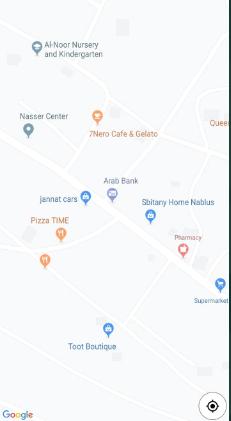 Al-Noor Nursery
and Kindergarten
Nasser Center
7Nero Cafe & Gelato
Queen
Arab Bank
jannat cars
Sbitany Home Nablus
Pizza TIME
Pharmacy
Supermarket
Toot Boutique
Google